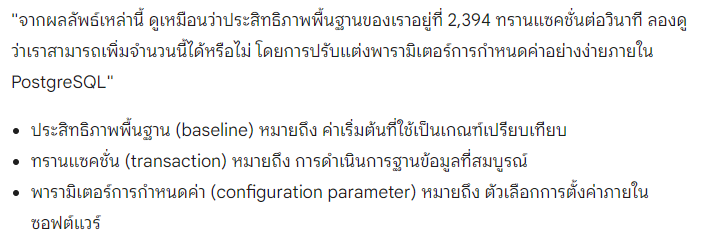 "จากผลลัพธ์เหล่านี้ ดูเหมือนว่าประสิทธิภาพพื้นฐานของเราอยู่ที่ 2,394 ทรานแซคชั่นต่อวินาที ลองดู
ว่าเราสามารถเพิ่มจำนวนนี้ได้หรือไม่ โดยการปรับแต่งพารามิเตอร์การกำหนดค่าอย่างง่ายภายใน
PostgreSQL"
• ประสิทธิภาพพื้นฐาน (baseline) หมายถึง ค่าเริ่มต้นที่ใช้เป็นเกณฑ์เปรียบเทียบ
• ทรานแซคชั่น (transaction) หมายถึง การดำเนินการฐานข้อมูลที่สมบูรณ์
• พารามิเตอร์การกำหนดค่า (configuration parameter) หมายถึง ตัวเลือกการตั้งค่าภายใน
ซอฟต์แวร์